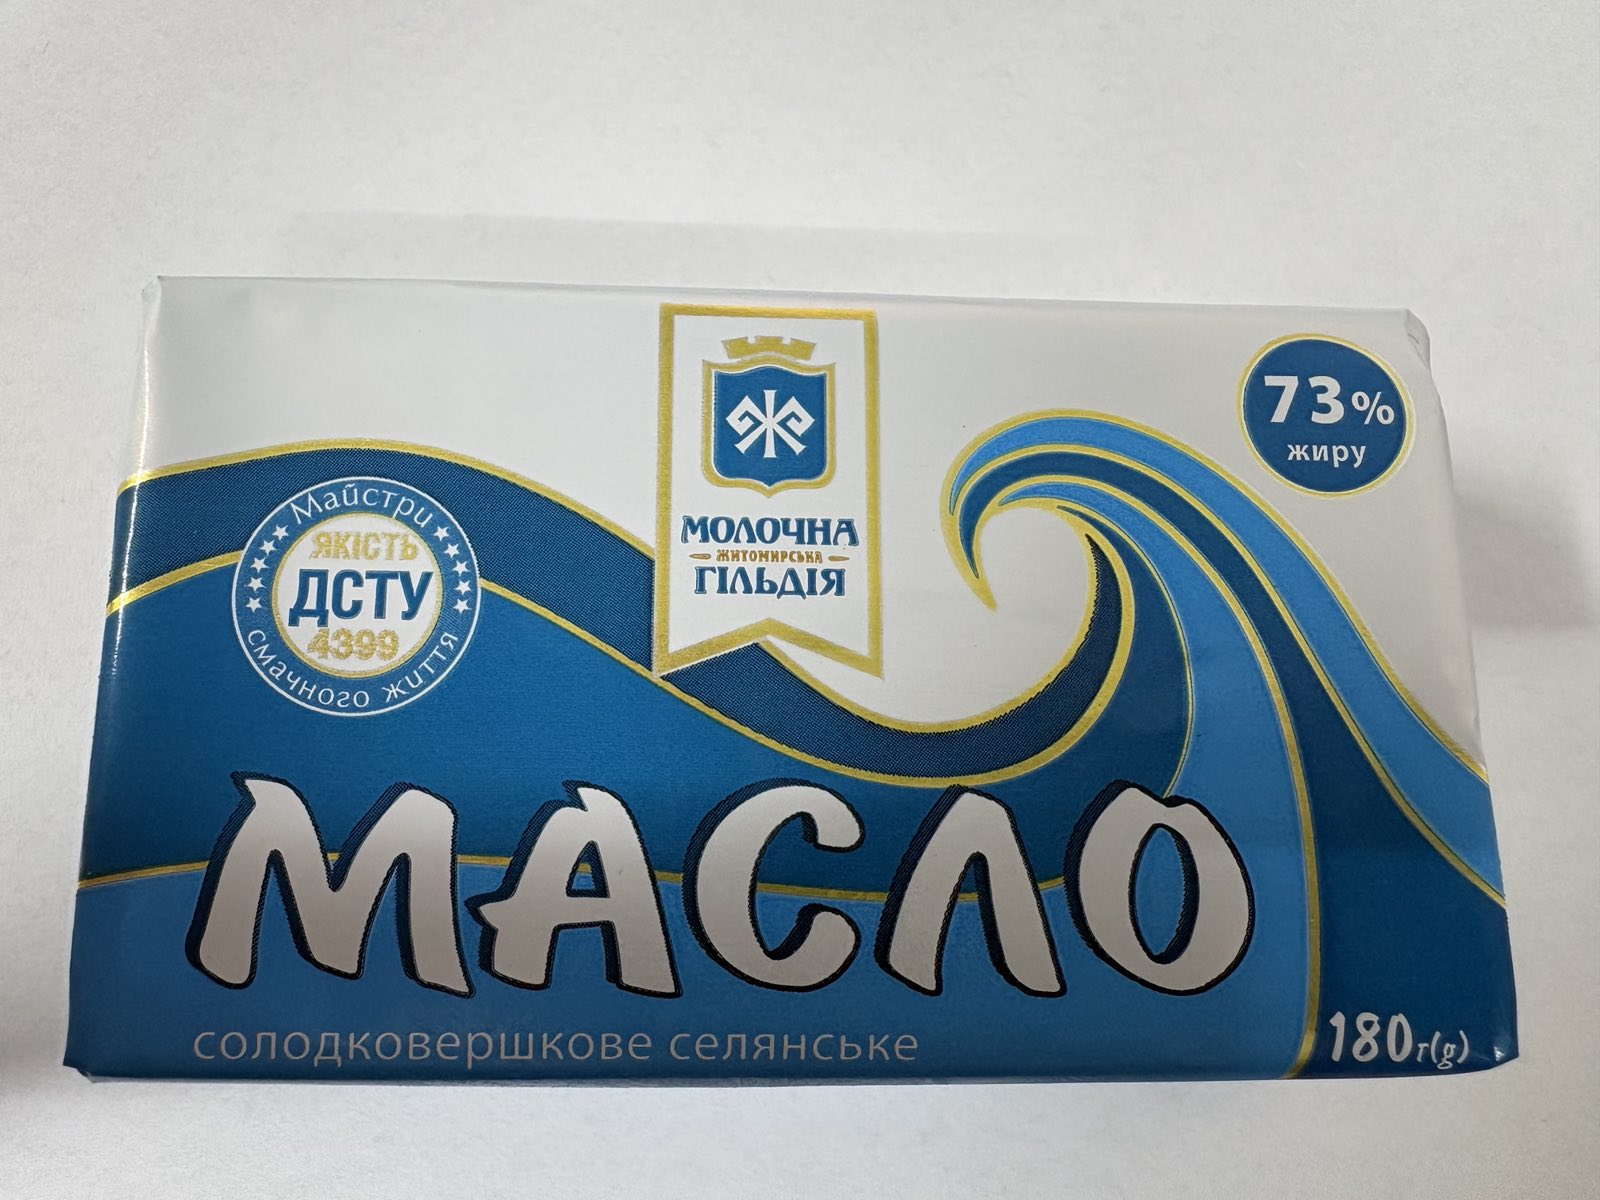 МОЛОЧНА
ЖИТОМИРСЬКА
ГІЛЬДІЯ
73%
жиру
Майстри
ЯКІСТЬ
ДСТУ
4399
смачного життя
МАСЛО
солодковершкове селянське
180г(g)